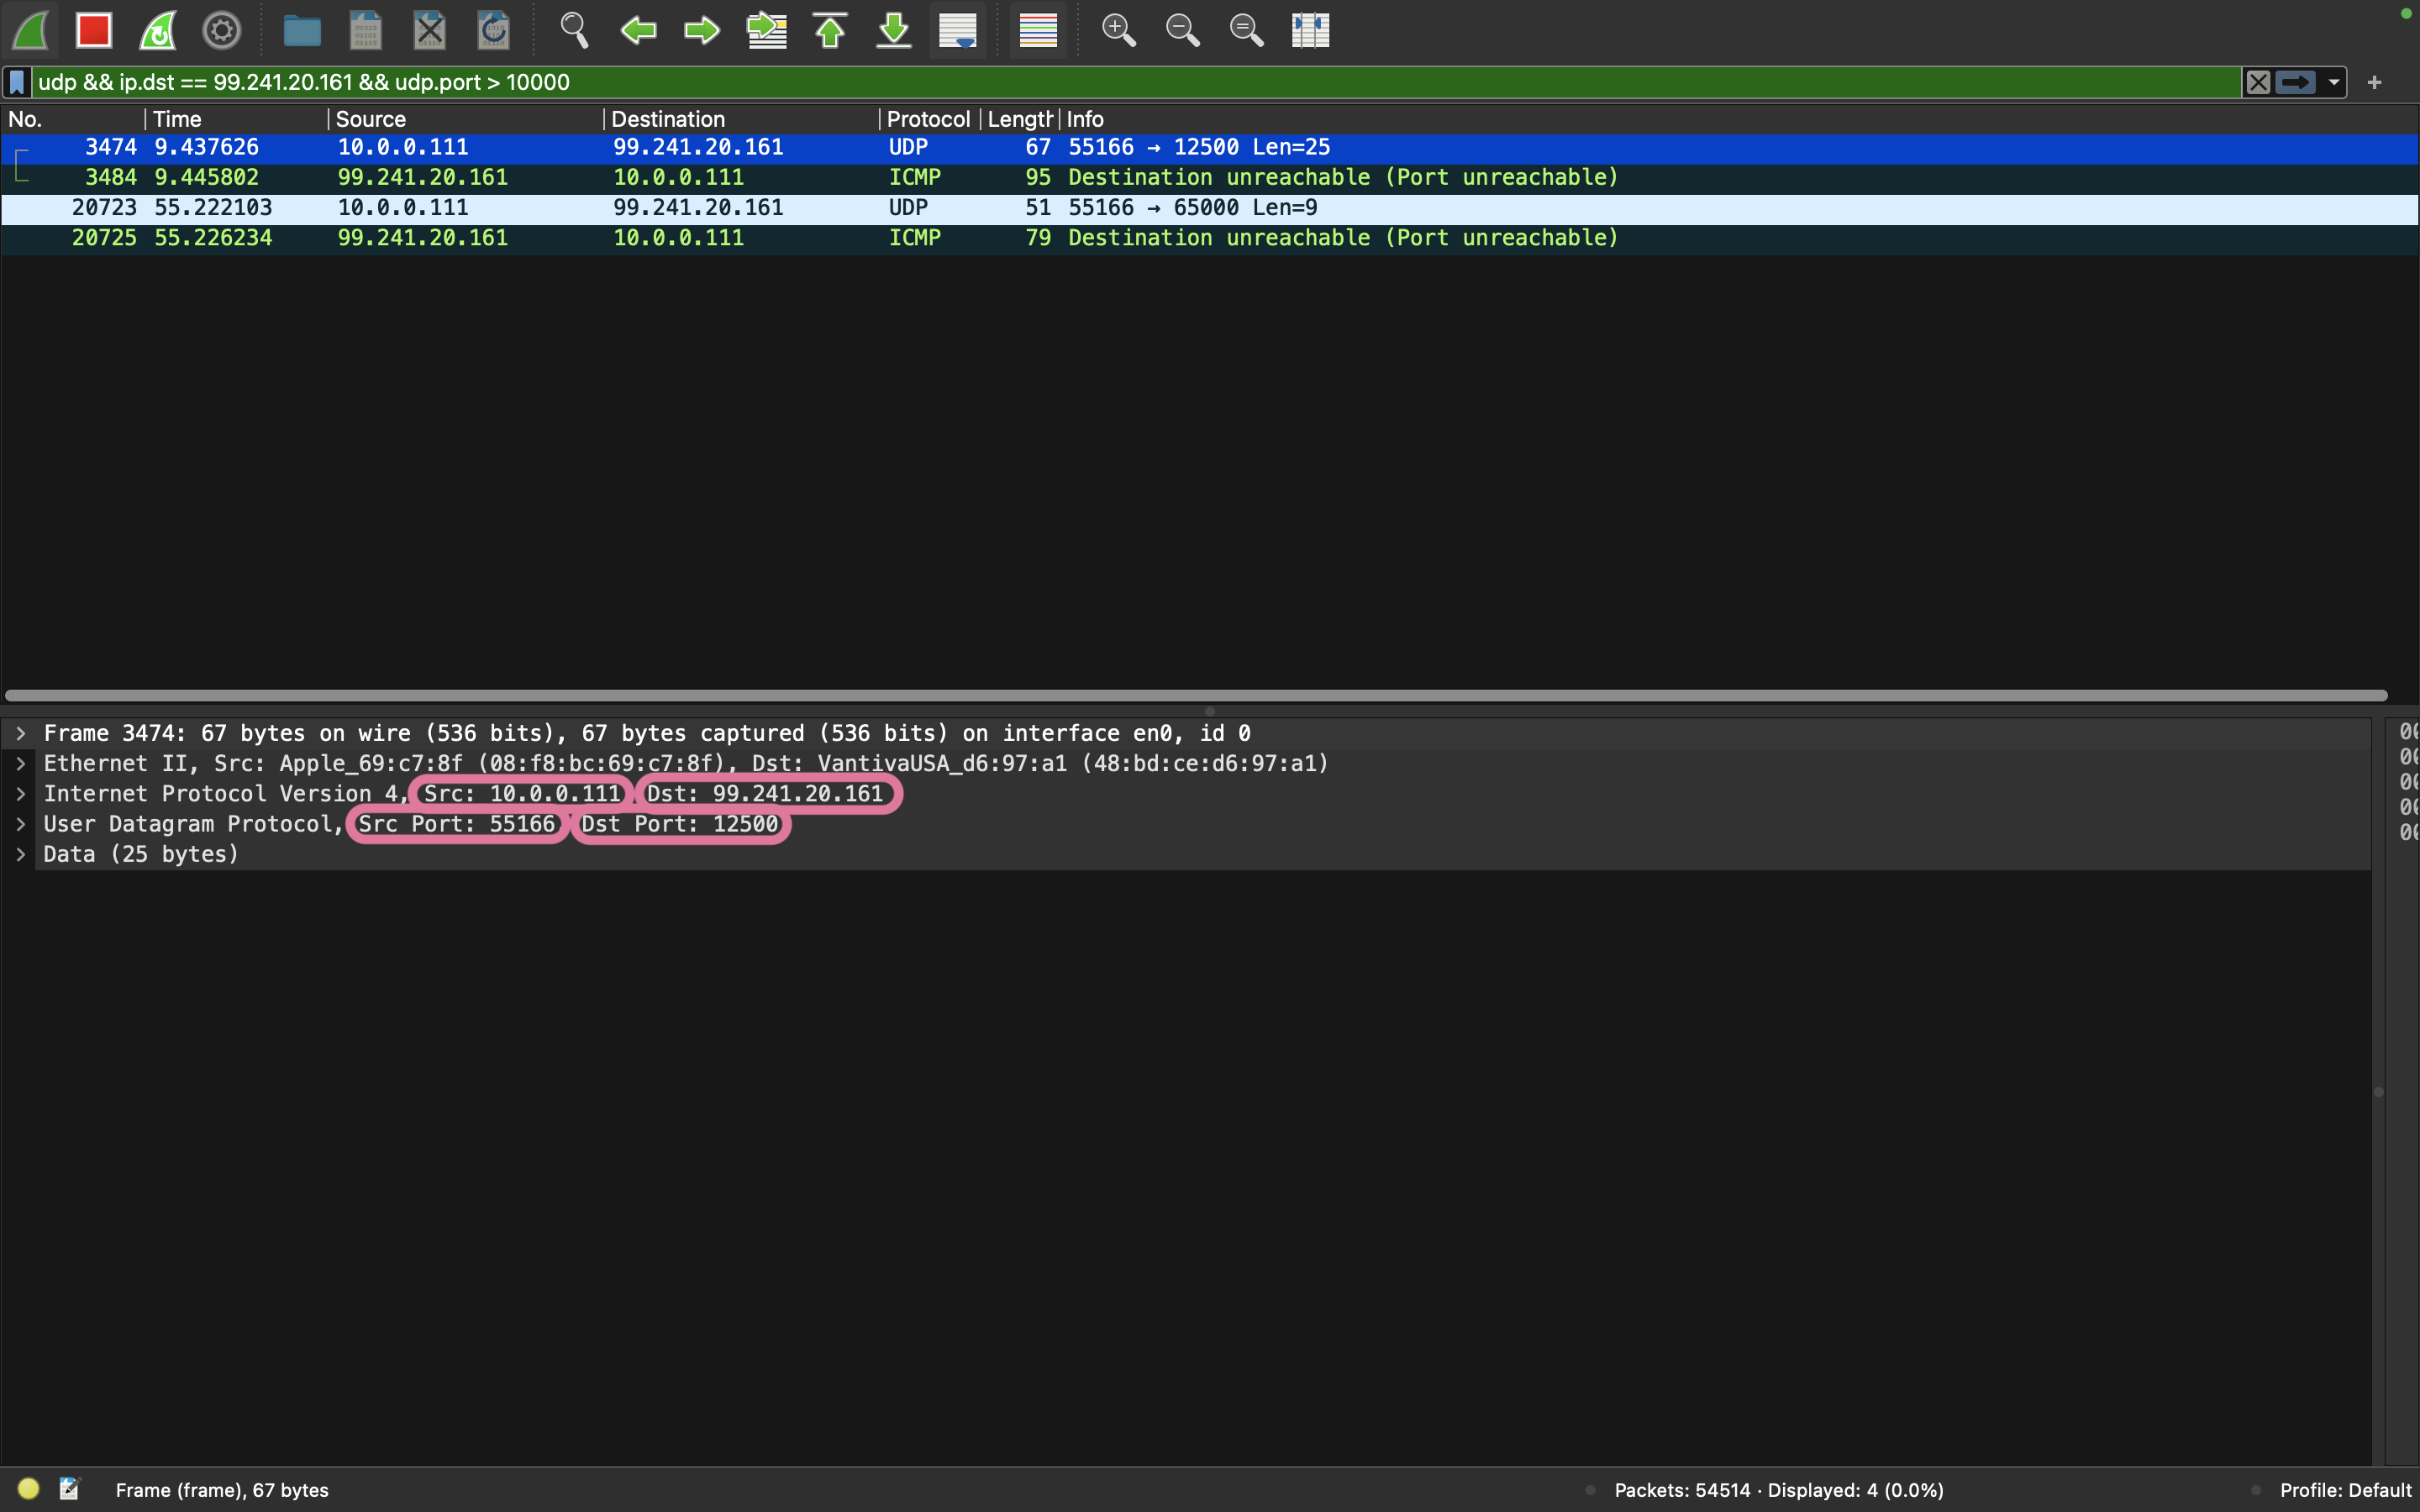 udp && ip.dst == 99.241.20.161 && udp.port > 10000
No. Time Source Destination Protocol Length Info
3474 9.437626 10.0.0.111 99.241.20.161 UDP 67 55166 → 12500 Len=25
3484 9.445802 99.241.20.161 10.0.0.111 ICMP 95 Destination unreachable (Port unreachable)
20723 55.222103 10.0.0.111 99.241.20.161 UDP 51 55166 → 65000 Len=9
20725 55.226234 99.241.20.161 10.0.0.111 ICMP 79 Destination unreachable (Port unreachable)
Frame 3474: 67 bytes on wire (536 bits), 67 bytes captured (536 bits) on interface en0, id 0
Ethernet II, Src: Apple_69:c7:8f (08:f8:bc:69:c7:8f), Dst: VantivaUSA_d6:97:a1 (48:bd:ce:d6:97:a1)
Internet Protocol Version 4, Src: 10.0.0.111 Dst: 99.241.20.161
User Datagram Protocol, Src Port: 55166 Dst Port: 12500
Data (25 bytes)
Frame (frame), 67 bytes
Packets: 54514 · Displayed: 4 (0.0%)
Profile: Default